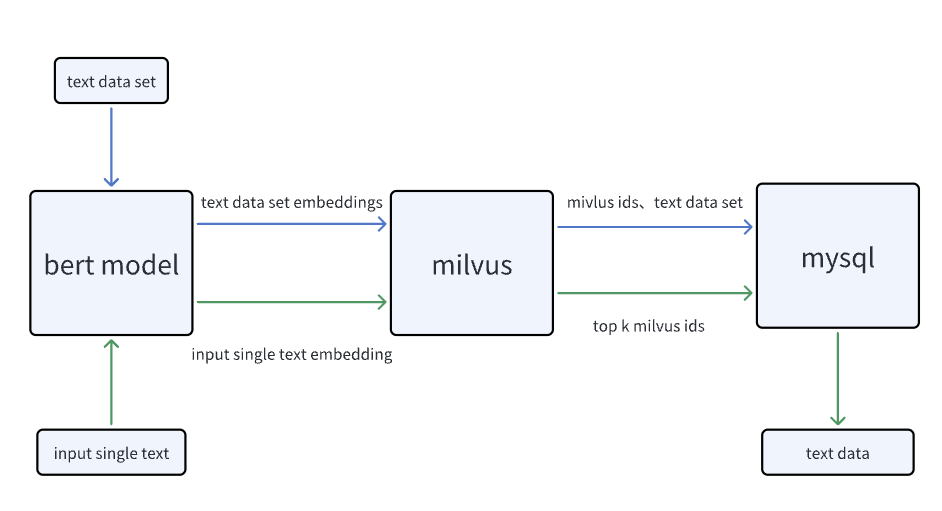 text data set
text data set embeddings
mivlus ids、text data set
bert model
milvus
mysql
input single text embedding
top k milvus ids
input single text
text data